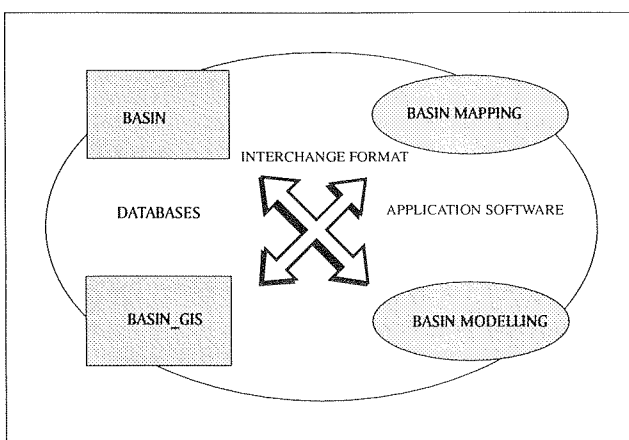 BASIN
BASIN MAPPING
INTERCHANGE FORMAT
DATABASES
APPLICATION SOFTWARE
BASIN_GIS
BASIN MODELLING